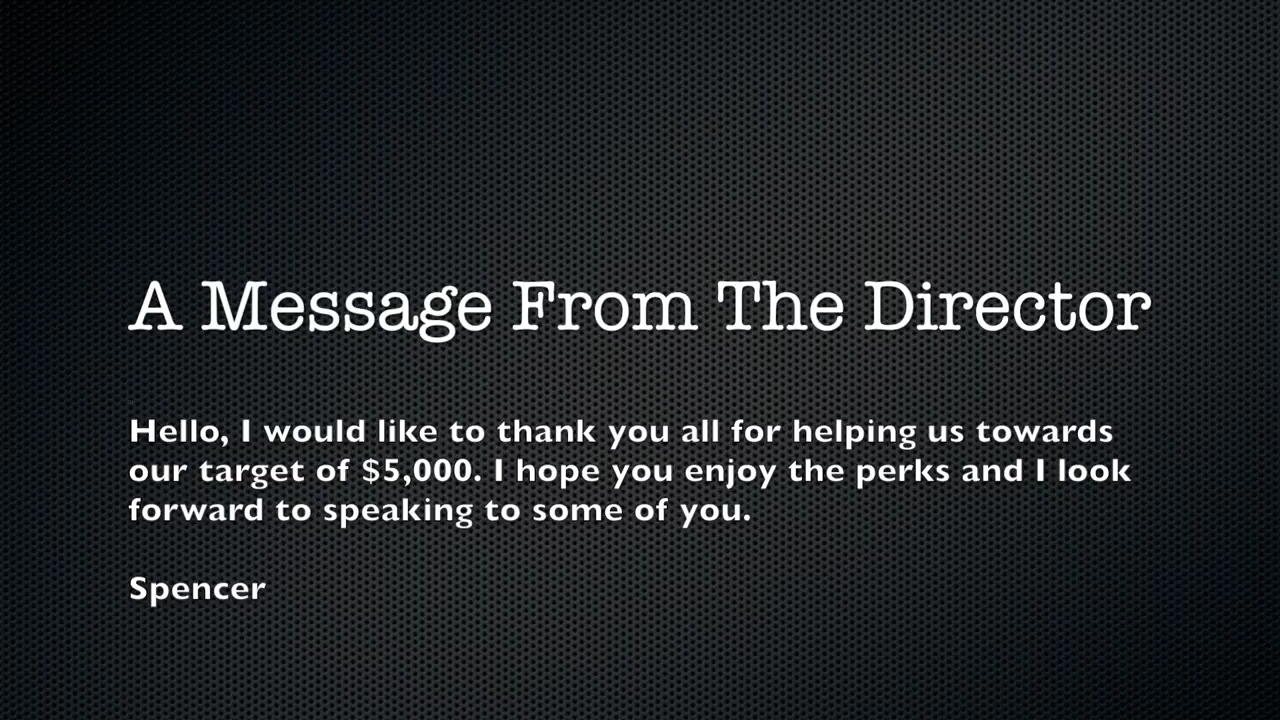 A Message From The Director
Hello, I would like to thank you all for helping us towards
our target of $5,000. I hope you enjoy the perks and I look
forward to speaking to some of you.
Spencer